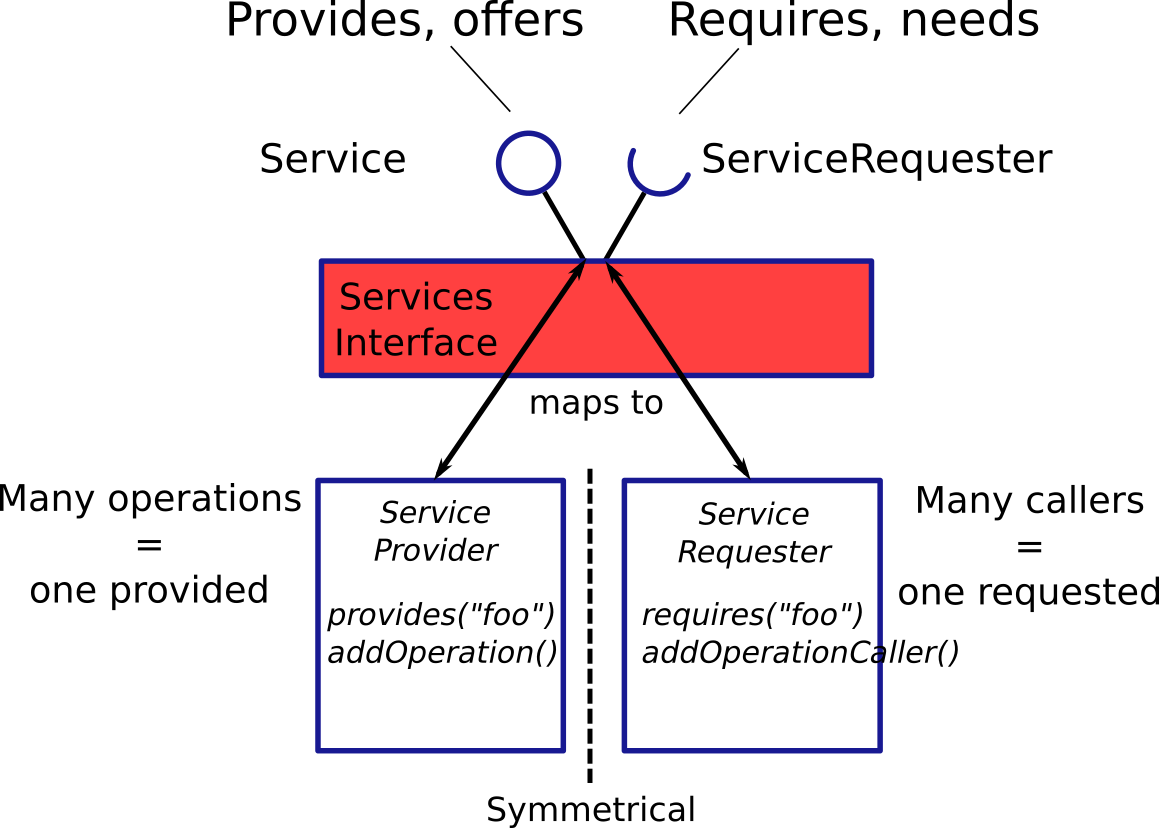 Provides, offers
Requires, needs
Service
ServiceRequester
Services
Interface
maps to
Many operations
=
one provided
Service
Provider
provides("foo")
addOperation()
Service
Requester
requires("foo")
addOperationCaller()
Many callers
=
one requested
Symmetrical